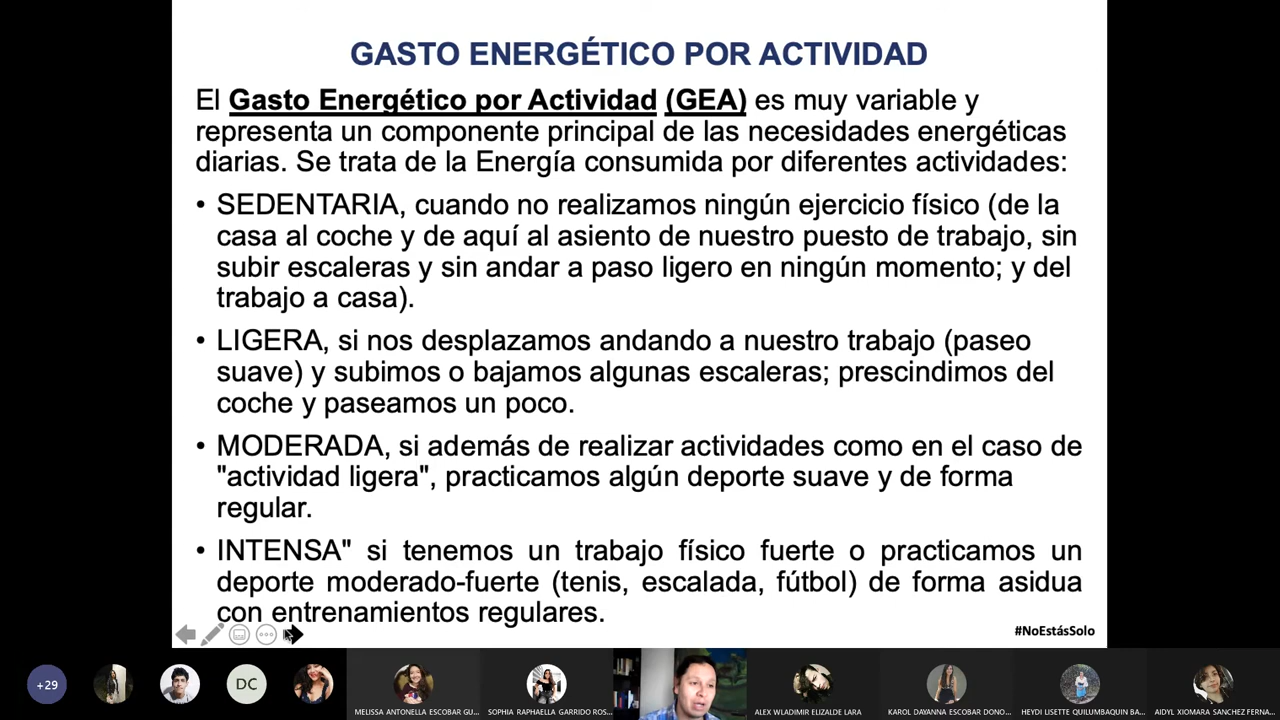 GASTO ENERGÉTICO POR ACTIVIDAD
El Gasto Energético por Actividad (GEA) es muy variable y
representa un componente principal de las necesidades energéticas
diarias. Se trata de la Energía consumida por diferentes actividades:
• SEDENTARIA, cuando no realizamos ningún ejercicio físico (de la
casa al coche y de aquí al asiento de nuestro puesto de trabajo, sin
subir escaleras y sin andar a paso ligero en ningún momento; y del
trabajo a casa).
• LIGERA, si nos desplazamos andando a nuestro trabajo (paseo
suave) y subimos o bajamos algunas escaleras; prescindimos del
coche y paseamos un poco.
• MODERADA, si además de realizar actividades como en el caso de
"actividad ligera", practicamos algún deporte suave y de forma
regular.
• INTENSA" si tenemos un trabajo físico fuerte o practicamos un
deporte moderado-fuerte (tenis, escalada, fútbol) de forma asidua
con entrenamientos regulares.
#NoEstásSolo
+29
DC
MELISSA ANTONELLA ESCOBAR GU...
SOPHIA RAPHAELLA GARRIDO ROS...
ALEX WLADIMIR ELIZALDE LARA
KAROL DAYANNA ESCOBAR DONO...
HEYDI LISETTE QUILUMBAQUIN BA...
AIDYL XIOMARA SANCHEZ FERNA...